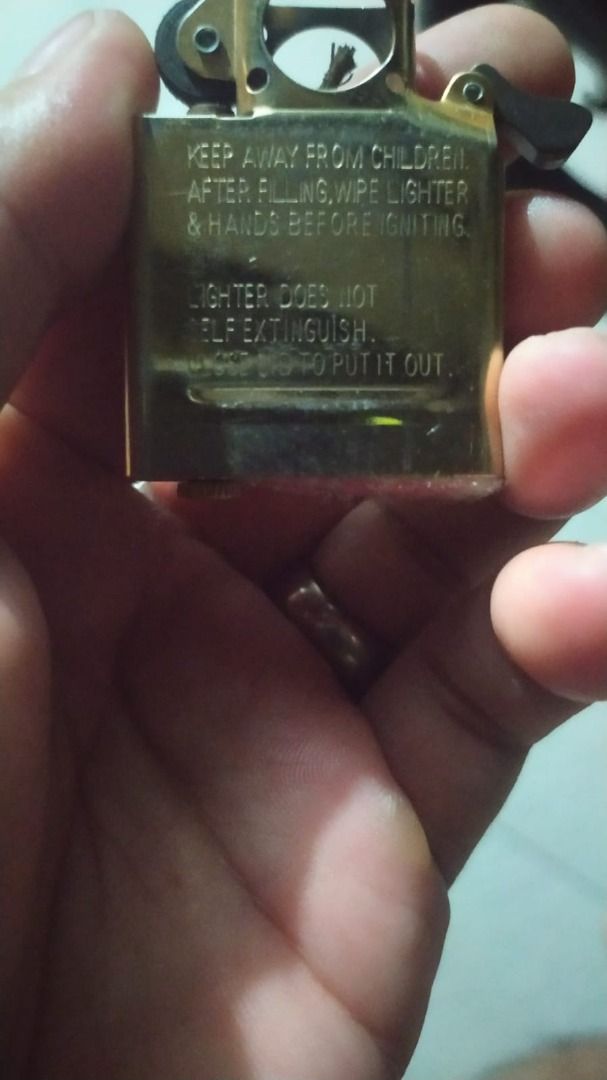 KEEP AWAY FROM CHILDREN.
AFTER FILLING, WIPE LIGHTER
& HANDS BEFORE IGNITING.
LIGHTER DOES NOT
SELF EXTINGUISH.
TO PUT IT OUT.